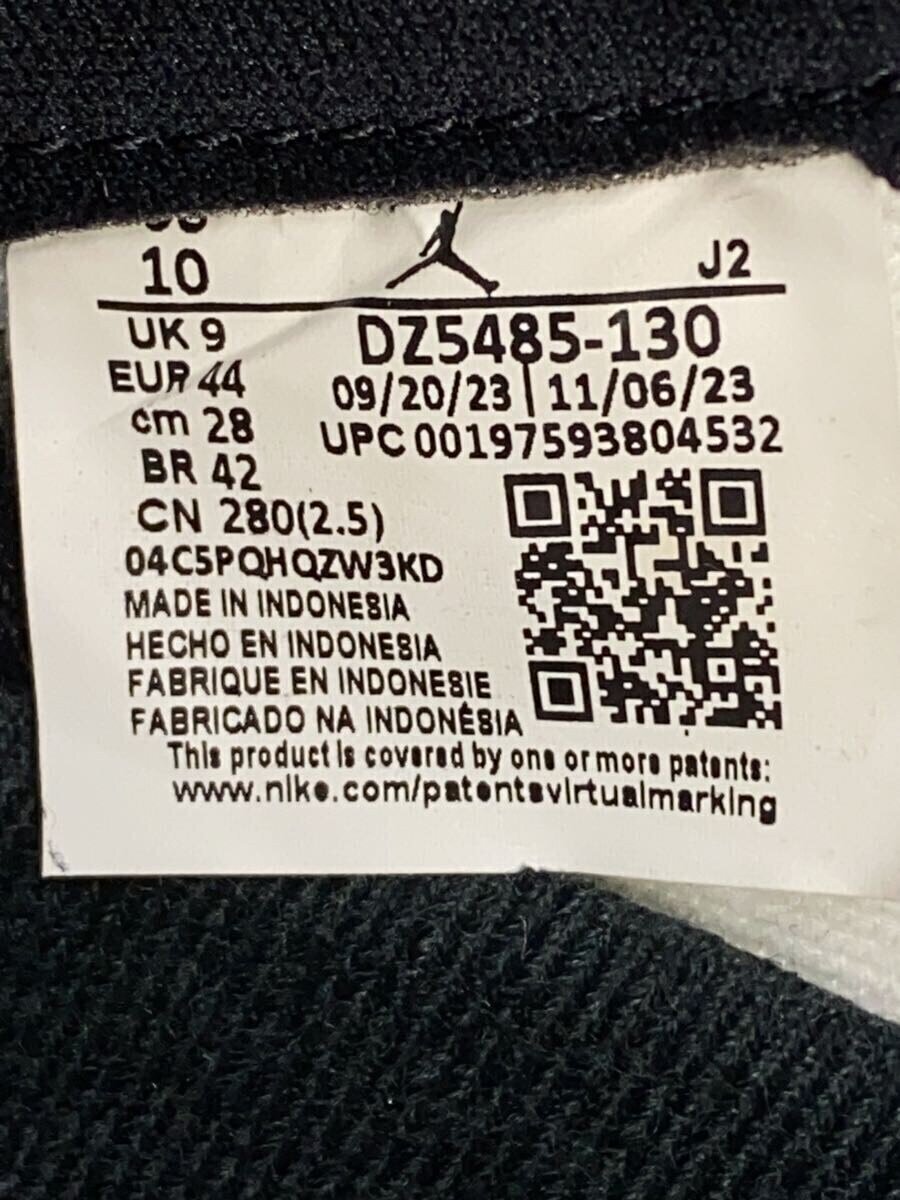 10
J2
UK 9
DZ5485-130
EUR 44
09/20/23 | 11/06/23
cm 28
UPC 00197593804532
BR 42
CN 280(2.5)
04C5PQHQZW3KD
MADE IN INDONESIA
HECHO EN INDONESIA
FABRIQUE EN INDONESIE
FABRICADO NA INDONÉSIA
This product is covered by one or more patents:
www.nike.com/patentsvirtualmarking